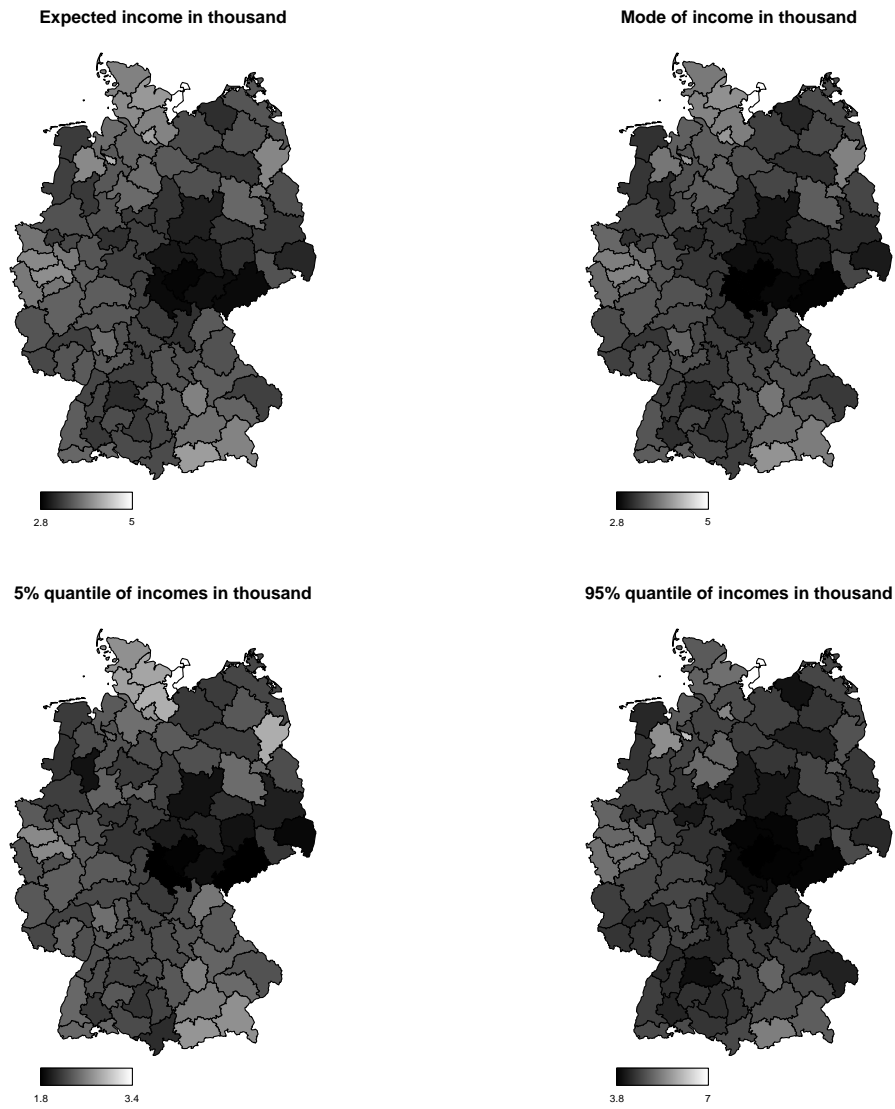 Expected income in thousand
Mode of income in thousand
2.8 5
2.8 5
5% quantile of incomes in thousand
95% quantile of incomes in thousand
1.8 3.4
3.8 7